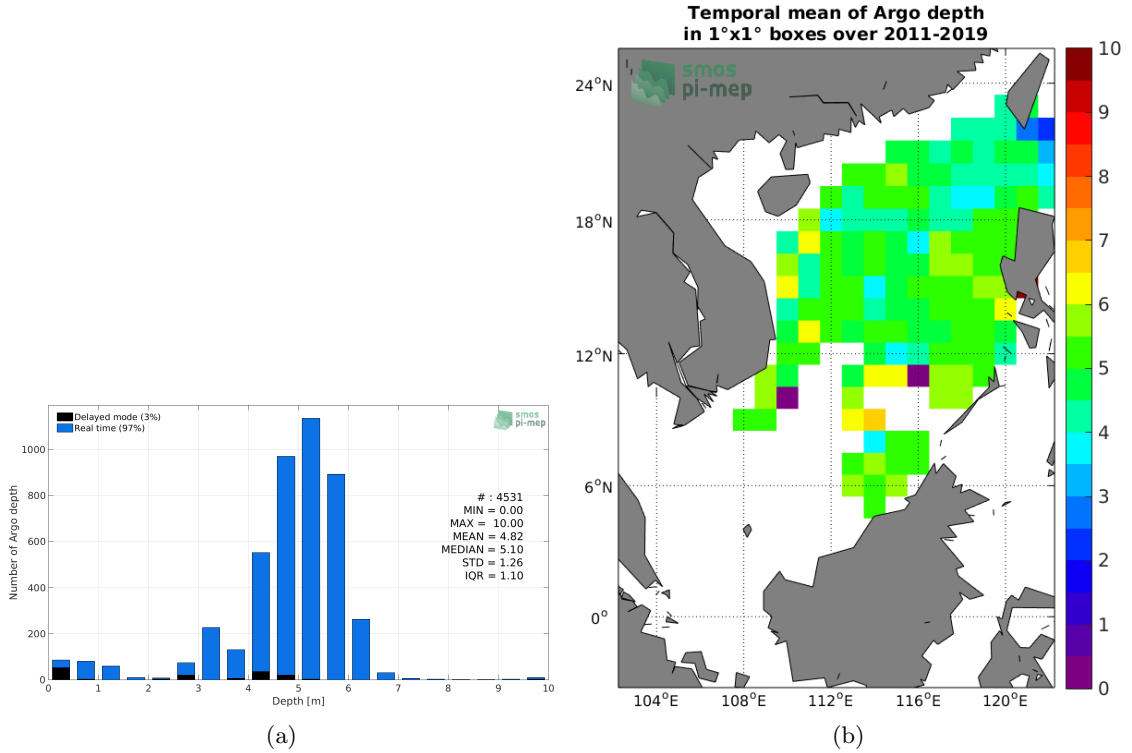 Temporal mean of Argo depth
in 1°x1° boxes over 2011-2019
smos
pi-mep
24°N
18°N
12°N
6°N
0°
104°E
108°E
112°E
116°E
120°E
10
9
8
7
6
5
4
3
2
1
0
Delayed mode (3%)
Real time (97%)
smos
pi-mep
# : 4531
MIN = 0.00
MAX = 10.00
MEAN = 4.82
MEDIAN = 5.10
STD = 1.26
IQR = 1.10
Number of Argo depth
1000
800
600
400
200
0
0 1 2 3 4 5 6 7 8 9 10
Depth [m]
(a)
(b)